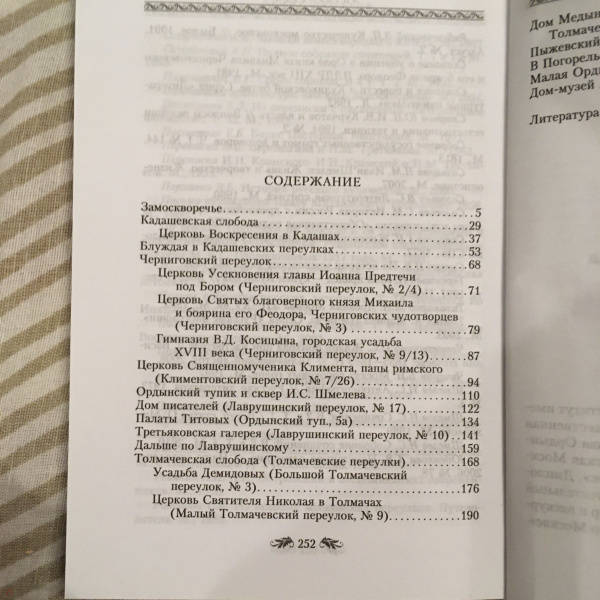 СОДЕРЖАНИЕ
Замоскворечье 5
Кадашевская слобода 29
Церковь Воскресения в Кадашах 37
Блуждая в Кадашевских переулках 53
Черниговский переулок 68
Церковь Усекновения главы Иоанна Предтечи
под Бором (Черниговский переулок, № 2/4) 71
Церковь Святых благоверного князя Михаила
и боярина его Феодора, Черниговских чудотворцев
(Черниговский переулок, № 3) 79
Гимназия В.Д. Косицына, городская усадьба
XVIII века (Черниговский переулок, № 9/13) 87
Церковь Священномученика Климента, папы римского
(Климентовский переулок, № 7/26) 94
Ордынский тупик и сквер И.С. Шмелева 110
Дом писателей (Лаврушинский переулок, № 17) 122
Палаты Титовых (Ордынский туп., 5а) 134
Третьяковская галерея (Лаврушинский переулок, № 10) 141
Дальше по Лаврушинскому 159
Толмачевская слобода (Толмачевские переулки) 168
Усадьба Демидовых (Большой Толмачевский
переулок, № 3) 176
Церковь Святителя Николая в Толмачах
(Малый Толмачевский переулок, № 9) 190
252
Дом Медын
Толмаче
Пыжевский
В Погорель
Малая Орды
Дом-музей
Литература